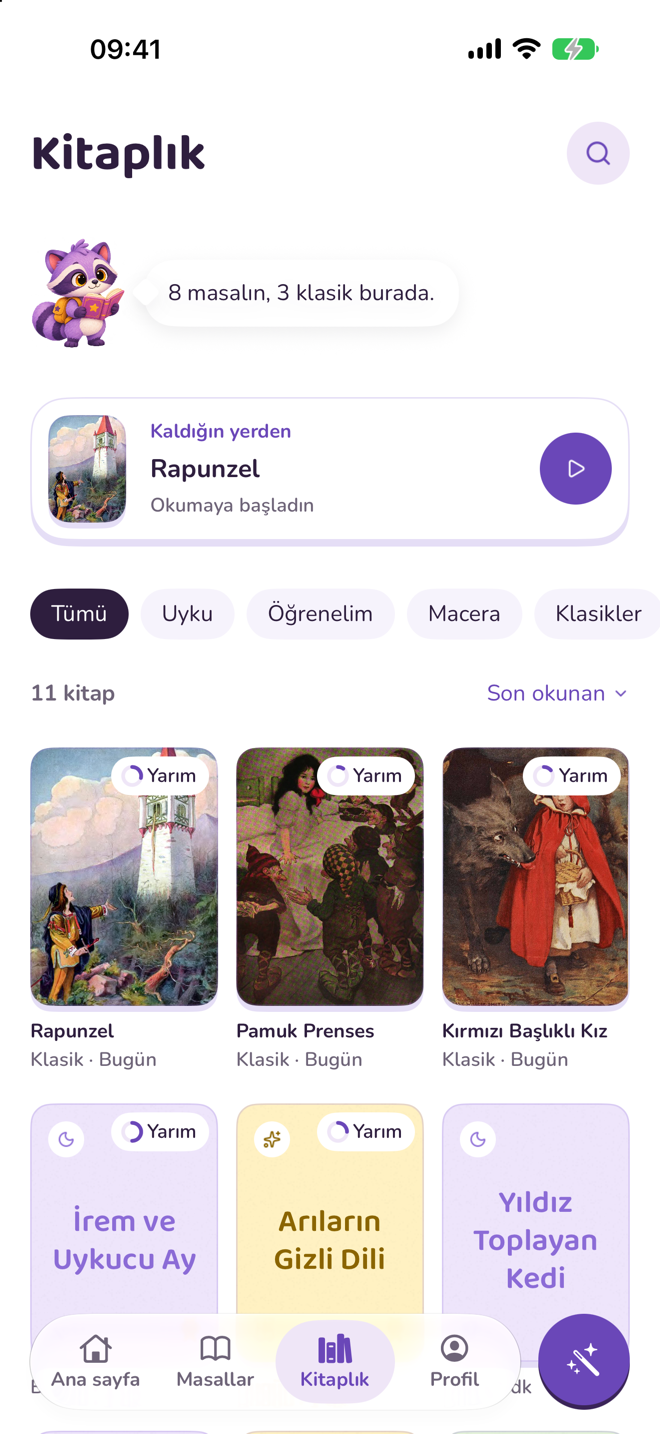 09:41
Kitaplık
8 masalın, 3 klasik burada.
Kaldığın yerden
Rapunzel
Okumaya başladın
Tümü
Uyku
Öğrenelim
Macera
Klasikler
11 kitap
Son okunan
Yarım
Yarım
Yarım
Rapunzel
Klasik · Bugün
Pamuk Prenses
Klasik · Bugün
Kırmızı Başlıklı Kız
Klasik · Bugün
Yarım
İrem ve
Uykucu Ay
Yarım
Arıların
Gizli Dili
Yıldız
Toplayan
Kedi
dk
Ana sayfa
Masallar
Kitaplık
Profil